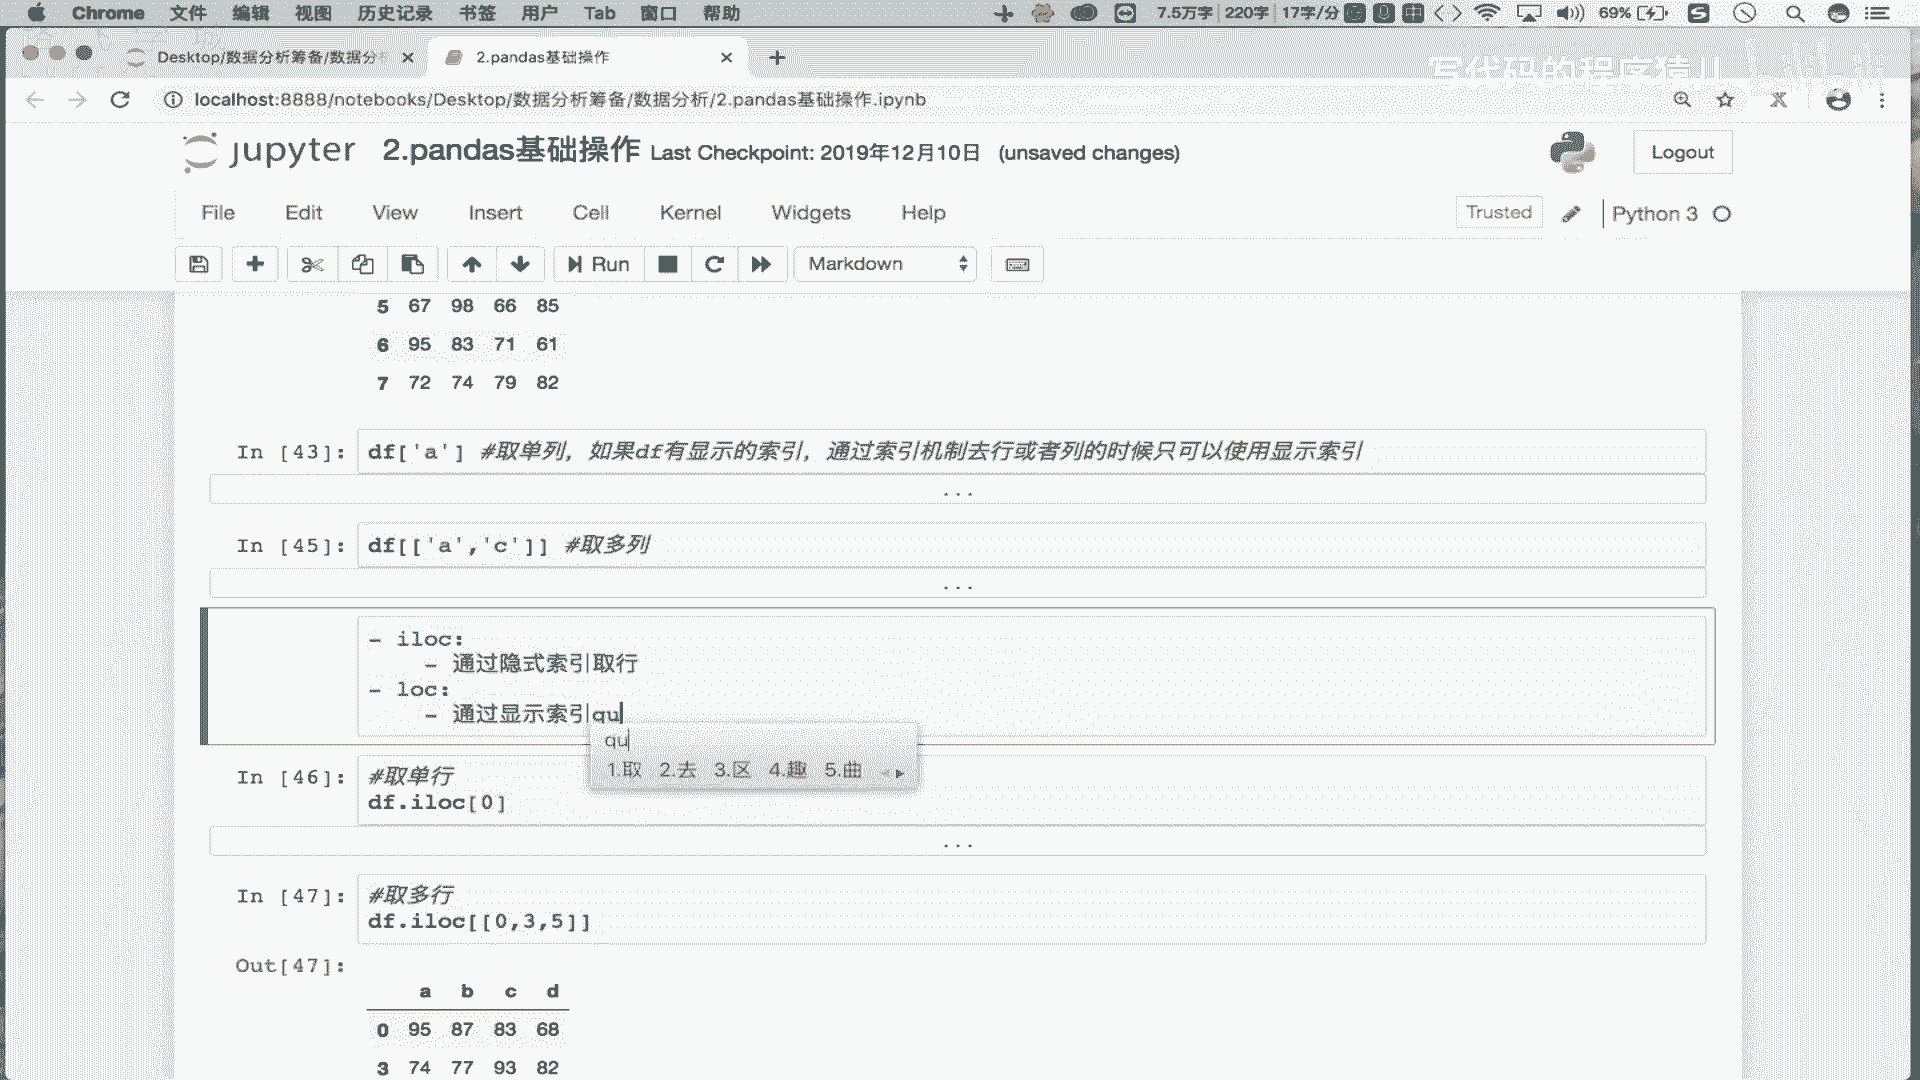 Chrome 文件 编辑 视图 历史记录 书签 用户 Tab 窗口 帮助 7.5万字 220字 17字/分 中 69%
Desktop/数据分析筹备/数据分
2.pandas基础操作
写代码的程序猿儿 bilibili
localhost:8888/notebooks/Desktop/数据分析筹备/数据分析/2.pandas基础操作.ipynb
jupyter 2.pandas基础操作 Last Checkpoint: 2019年12月10日 (unsaved changes)
Logout
File Edit View Insert Cell Kernel Widgets Help
Trusted Python 3
Run Markdown
5 67 98 66 85
6 95 83 71 61
7 72 74 79 82
In [43]: df['a'] #取单列，如果df有显示的索引，通过索引机制去行或者列的时候只可以使用显示索引
...
In [45]: df[['a','c']] #取多列
...
- iloc:
- 通过隐式索引取行
- loc:
- 通过显示索引qu
qu
1.取 2.去 3.区 4.趣 5.曲
In [46]: #取单行
df.iloc[0]
...
In [47]: #取多行
df.iloc[[0,3,5]]
Out[47]:
a b c d
0 95 87 83 68
3 74 77 93 82